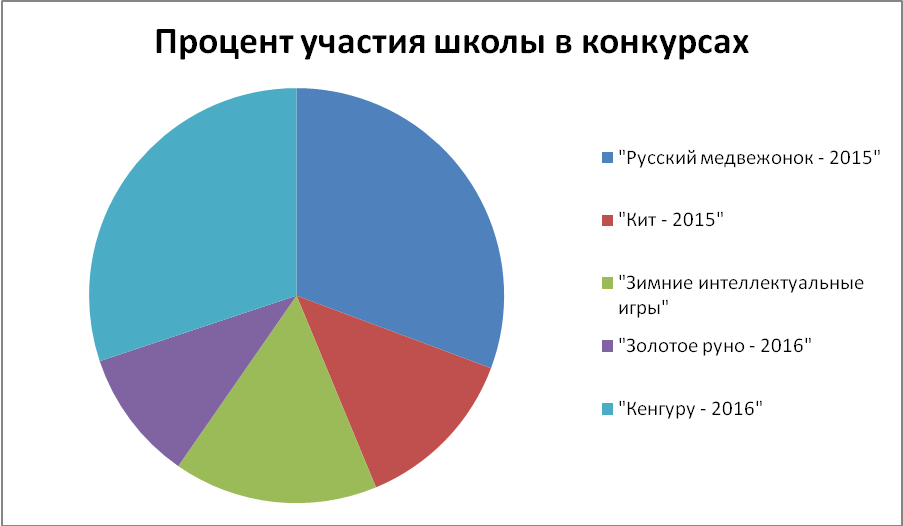 Процент участия школы в конкурсах
"Русский медвежонок - 2015"
"Кит - 2015"
"Зимние интеллектуальные
игры"
"Золотое руно - 2016"
"Кенгуру - 2016"